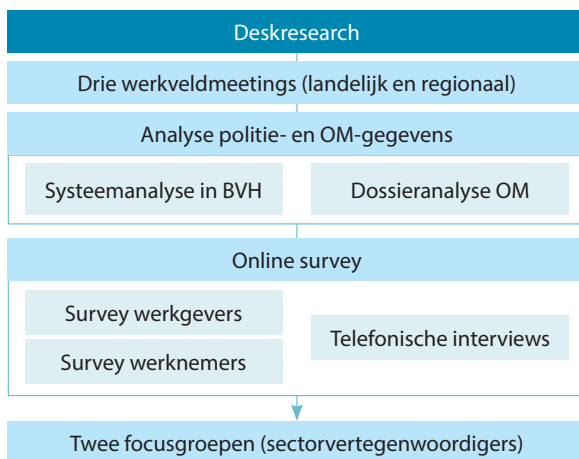 Deskresearch
Drie werkveldmeetings (landelijk en regionaal)
Analyse politie- en OM-gegevens
Systeemanalyse in BVH
Dossieranalyse OM
Online survey
Survey werkgevers
Survey werknemers
Telefonische interviews
Twee focusgroepen (sectorvertegenwoordigers)